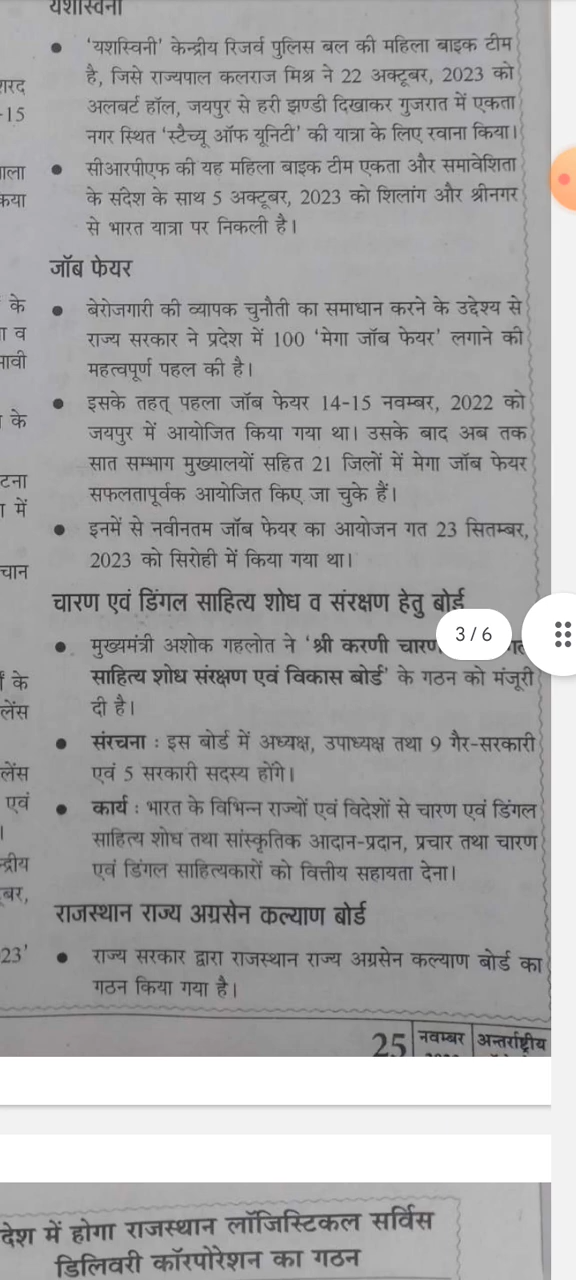 यशस्विनी
• ‘यशस्विनी’ केन्द्रीय रिजर्व पुलिस बल की महिला बाइक टीम
है, जिसे राज्यपाल कलराज मिश्र ने 22 अक्टूबर, 2023 को
अलबर्ट हॉल, जयपुर से हरी झण्डी दिखाकर गुजरात में एकता
नगर स्थित ‘स्टैच्यू ऑफ यूनिटी’ की यात्रा के लिए रवाना किया।
• सीआरपीएफ की यह महिला बाइक टीम एकता और समावेशिता
के संदेश के साथ 5 अक्टूबर, 2023 को शिलांग और श्रीनगर
से भारत यात्रा पर निकली है।
जॉब फेयर
• बेरोजगारी की व्यापक चुनौती का समाधान करने के उद्देश्य से
राज्य सरकार ने प्रदेश में 100 ‘मेगा जॉब फेयर’ लगाने की
महत्वपूर्ण पहल की है।
• इसके तहत् पहला जॉब फेयर 14-15 नवम्बर, 2022 को
जयपुर में आयोजित किया गया था। उसके बाद अब तक
सात सम्भाग मुख्यालयों सहित 21 जिलों में मेगा जॉब फेयर
सफलतापूर्वक आयोजित किए जा चुके हैं।
• इनमें से नवीनतम जॉब फेयर का आयोजन गत 23 सितम्बर,
2023 को सिरोही में किया गया था।
चारण एवं डिंगल साहित्य शोध व संरक्षण हेतु बोर्ड
• मुख्यमंत्री अशोक गहलोत ने ‘श्री करणी चारण
3 / 6
साहित्य शोध संरक्षण एवं विकास बोर्ड’ के गठन को मंजूरी
दी है।
• संरचना : इस बोर्ड में अध्यक्ष, उपाध्यक्ष तथा 9 गैर-सरकारी
एवं 5 सरकारी सदस्य होंगे।
• कार्य : भारत के विभिन्न राज्यों एवं विदेशों से चारण एवं डिंगल
साहित्य शोध तथा सांस्कृतिक आदान-प्रदान, प्रचार तथा चारण
एवं डिंगल साहित्यकारों को वित्तीय सहायता देना।
राजस्थान राज्य अग्रसेन कल्याण बोर्ड
• राज्य सरकार द्वारा राजस्थान राज्य अग्रसेन कल्याण बोर्ड का
गठन किया गया है।
25 नवम्बर अन्तर्राष्ट्रीय
देश में होगा राजस्थान लॉजिस्टिकल सर्विस
डिलिवरी कॉरपोरेशन का गठन